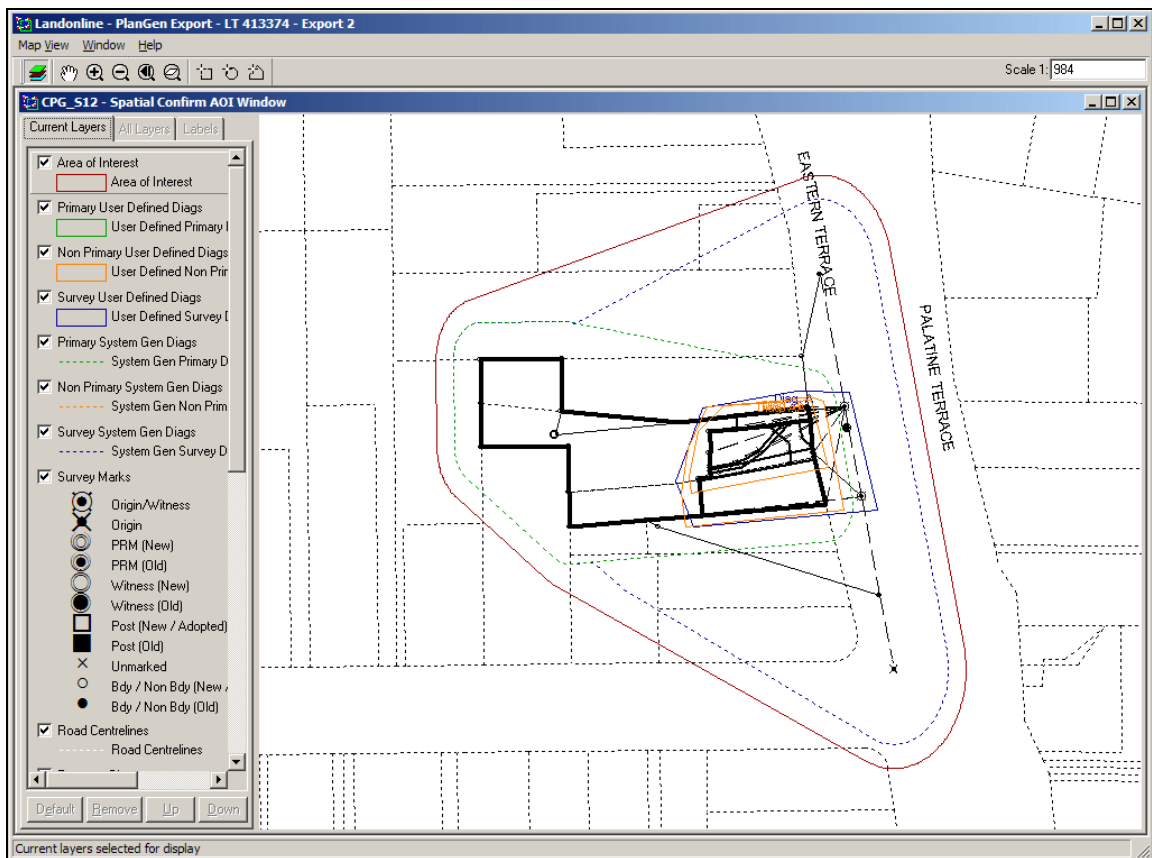 Landonline - PlanGen Export - LT 413374 - Export 2
Map View Window Help
Scale 1: 984
CPG_S12 - Spatial Confirm AOI Window
Current Layers All Layers Labels
Area of Interest
Area of Interest
Primary User Defined Diags
User Defined Primary
Non Primary User Defined Diags
User Defined Non Prim
Survey User Defined Diags
User Defined Survey
Primary System Gen Diags
System Gen Primary D
Non Primary System Gen Diags
System Gen Non Prim
Survey System Gen Diags
System Gen Survey D
Survey Marks
Origin/Witness
Origin
PRM (New)
PRM (Old)
Witness (New)
Witness (Old)
Post (New / Adopted)
Post (Old)
Unmarked
Bdy / Non Bdy (New /
Bdy / Non Bdy (Old)
Road Centrelines
Road Centrelines
Default Remove Up Down
EASTERN TERRACE
PALATINE TERRACE
Current layers selected for display